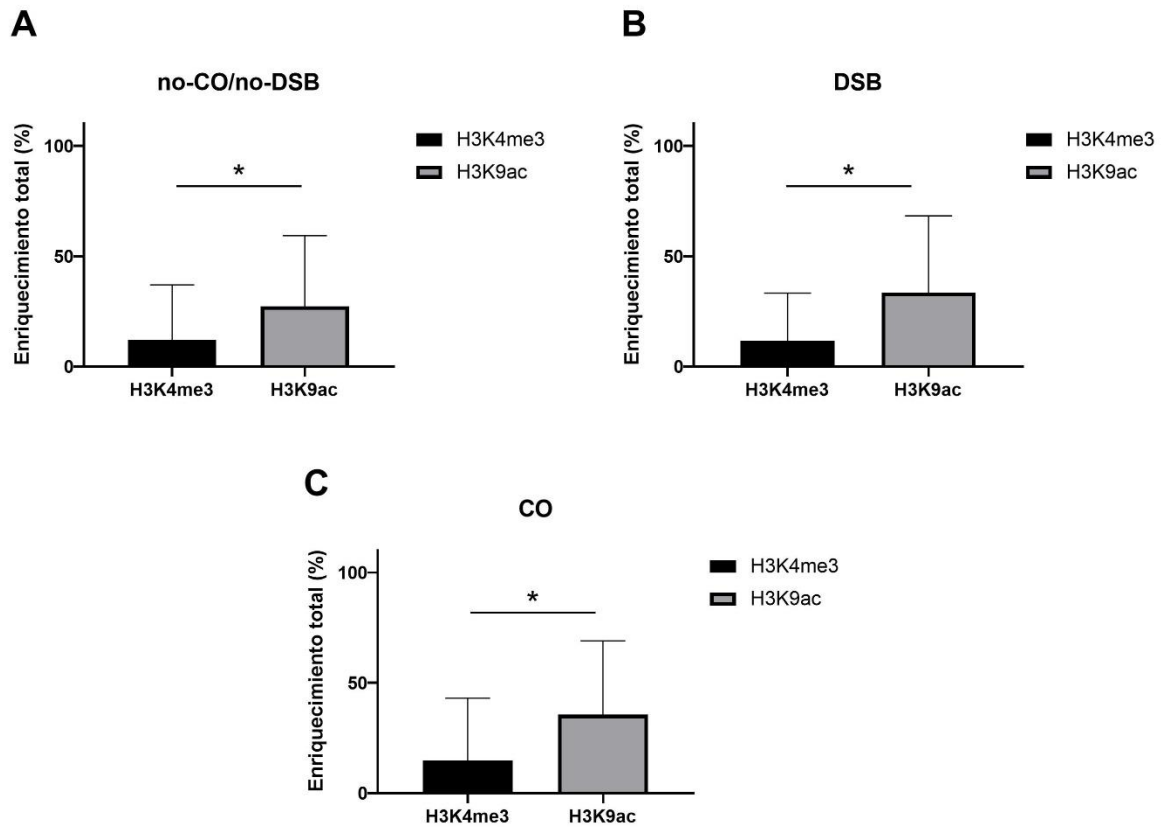 A
no-CO/no-DSB
Enriquecimiento total (%)
100
50
0
*
H3K4me3
H3K9ac
H3K4me3
H3K9ac
B
DSB
Enriquecimiento total (%)
100
50
0
*
H3K4me3
H3K9ac
H3K4me3
H3K9ac
C
CO
Enriquecimiento total (%)
100
50
0
*
H3K4me3
H3K9ac
H3K4me3
H3K9ac